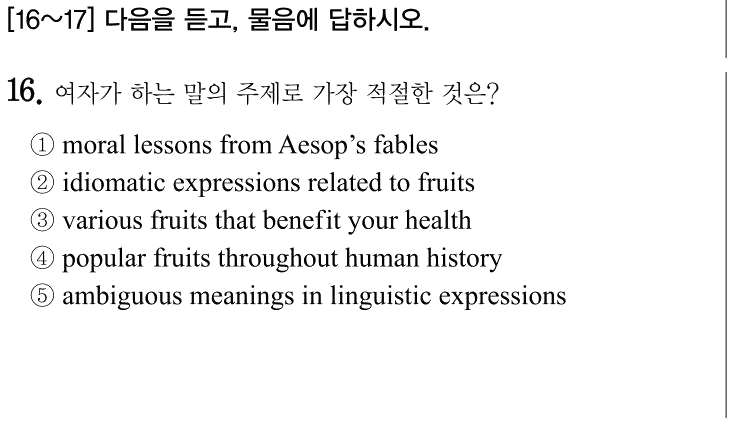 [16～17] 다음을 듣고, 물음에 답하시오.
16. 여자가 하는 말의 주제로 가장 적절한 것은?
① moral lessons from Aesop’s fables
② idiomatic expressions related to fruits
③ various fruits that benefit your health
④ popular fruits throughout human history
⑤ ambiguous meanings in linguistic expressions